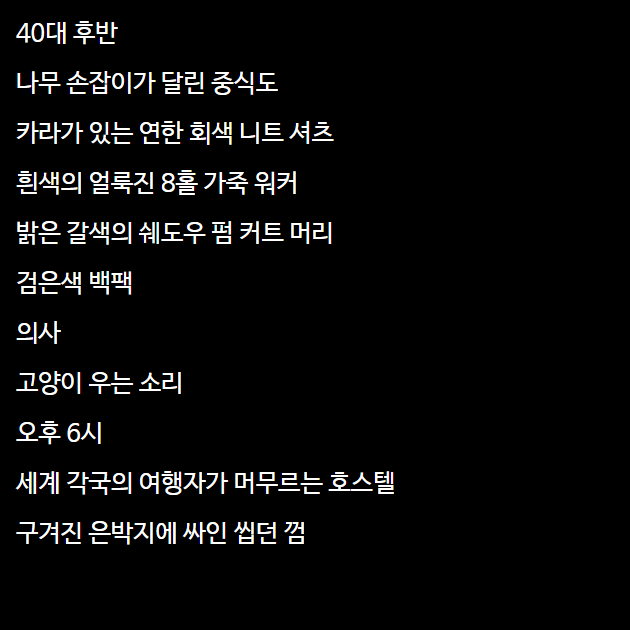 40대 후반
나무 손잡이가 달린 중식도
카라가 있는 연한 회색 니트 셔츠
흰색의 얼룩진 8홀 가죽 워커
밝은 갈색의 쉐도우 펌 커트 머리
검은색 백팩
의사
고양이 우는 소리
오후 6시
세계 각국의 여행자가 머무르는 호스텔
구겨진 은박지에 싸인 씹던 껌